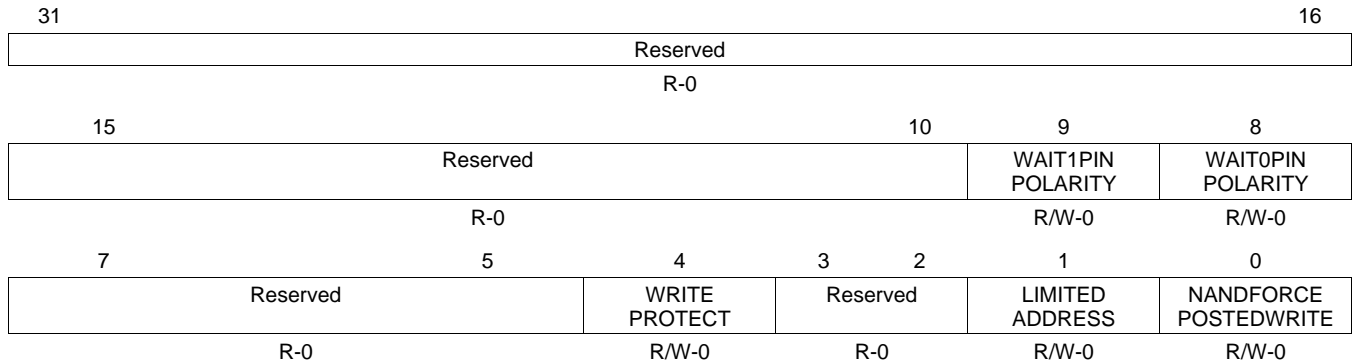 31 16
Reserved
R-0
15 10 9 8
Reserved WAIT1PIN POLARITY WAIT0PIN POLARITY
R-0 R/W-0 R/W-0
7 5 4 3 2 1 0
Reserved WRITE PROTECT Reserved LIMITED ADDRESS NANDFORCE POSTEDWRITE
R-0 R/W-0 R-0 R/W-0 R/W-0